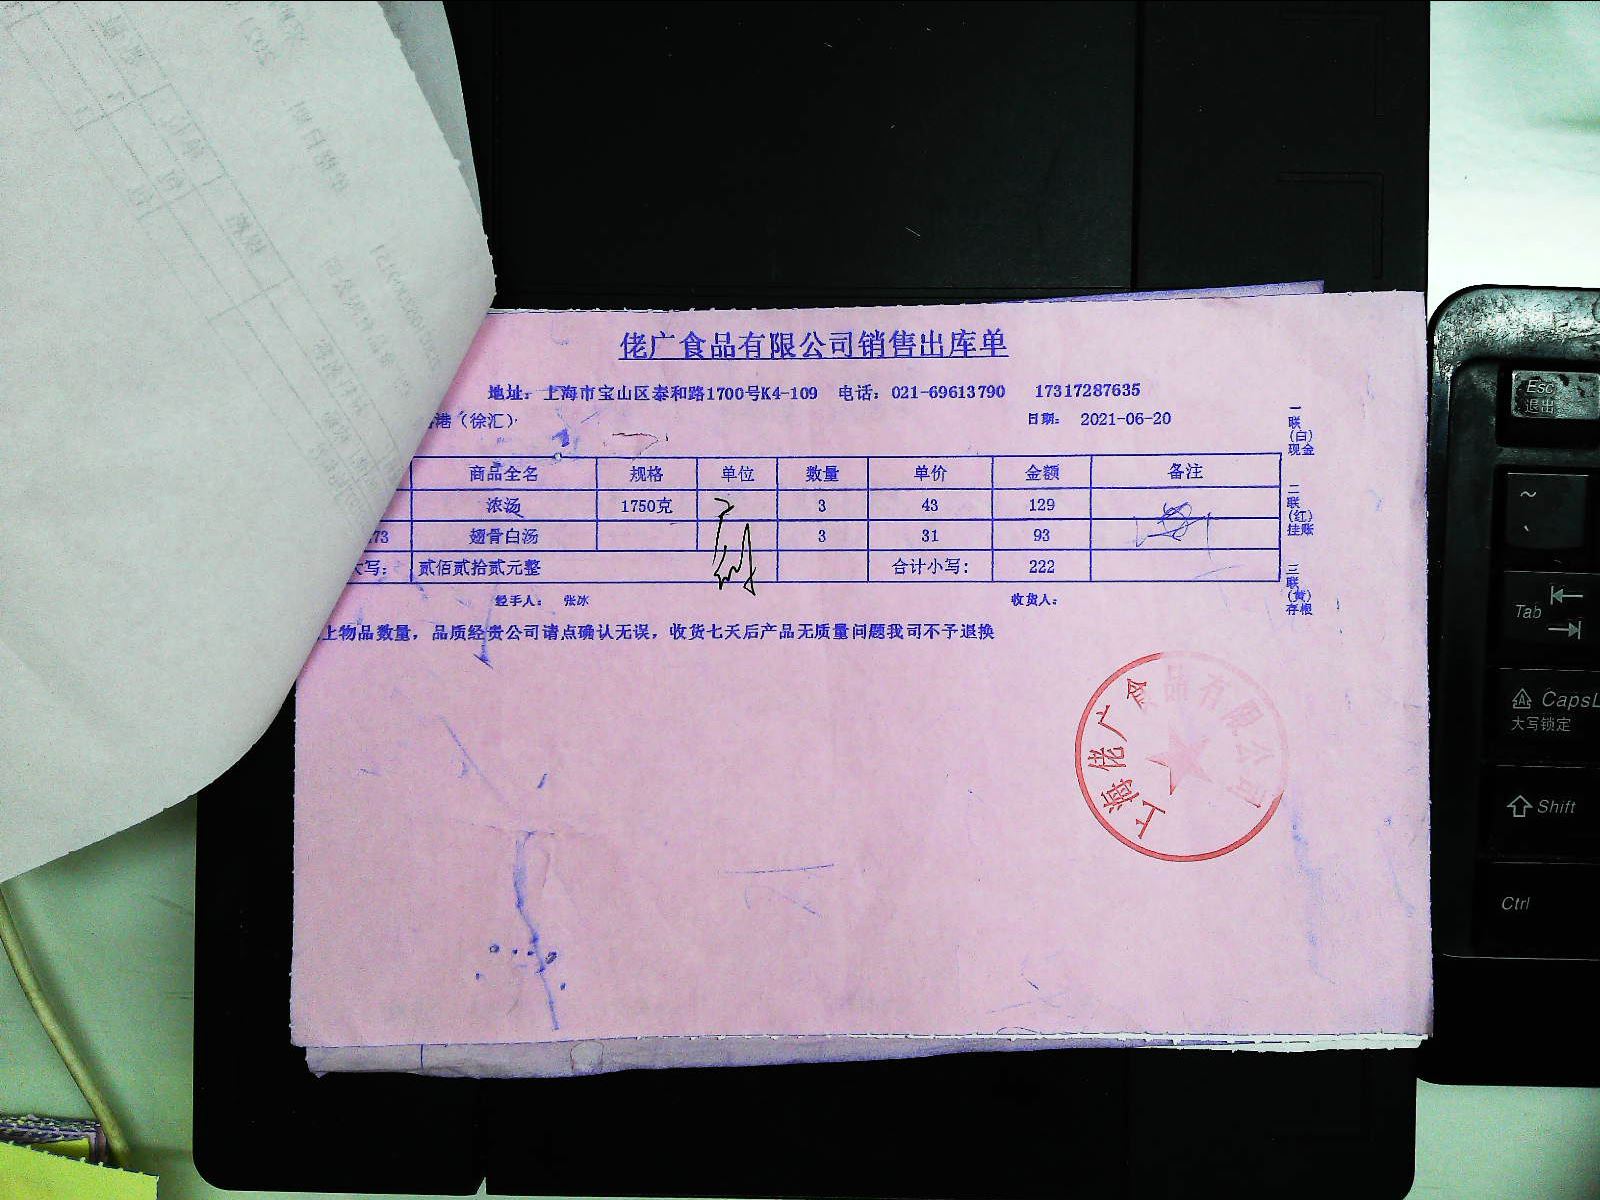 佬广食品有限公司销售出库单
地址：上海市宝山区泰和路1700号K4-109 电话：021-69613790 17317287635
港（徐汇） 日期： 2021-06-20
商品全名 规格 单位 数量 单价 金额 备注
浓汤 1750克 3 43 129
73 翅骨白汤 3 31 93
大写： 贰佰贰拾贰元整 合计小写： 222
经手人： 张冰 收货人：
上物品数量，品质经贵公司请点确认无误，收货七天后产品无质量问题我司不予退换
一联（白）现金
二联（红）挂账
三联（黄）存根
上海佬广食品有限公司
Esc
退出
~
、
Tab
CapsL
大写锁定
Shift
Ctrl